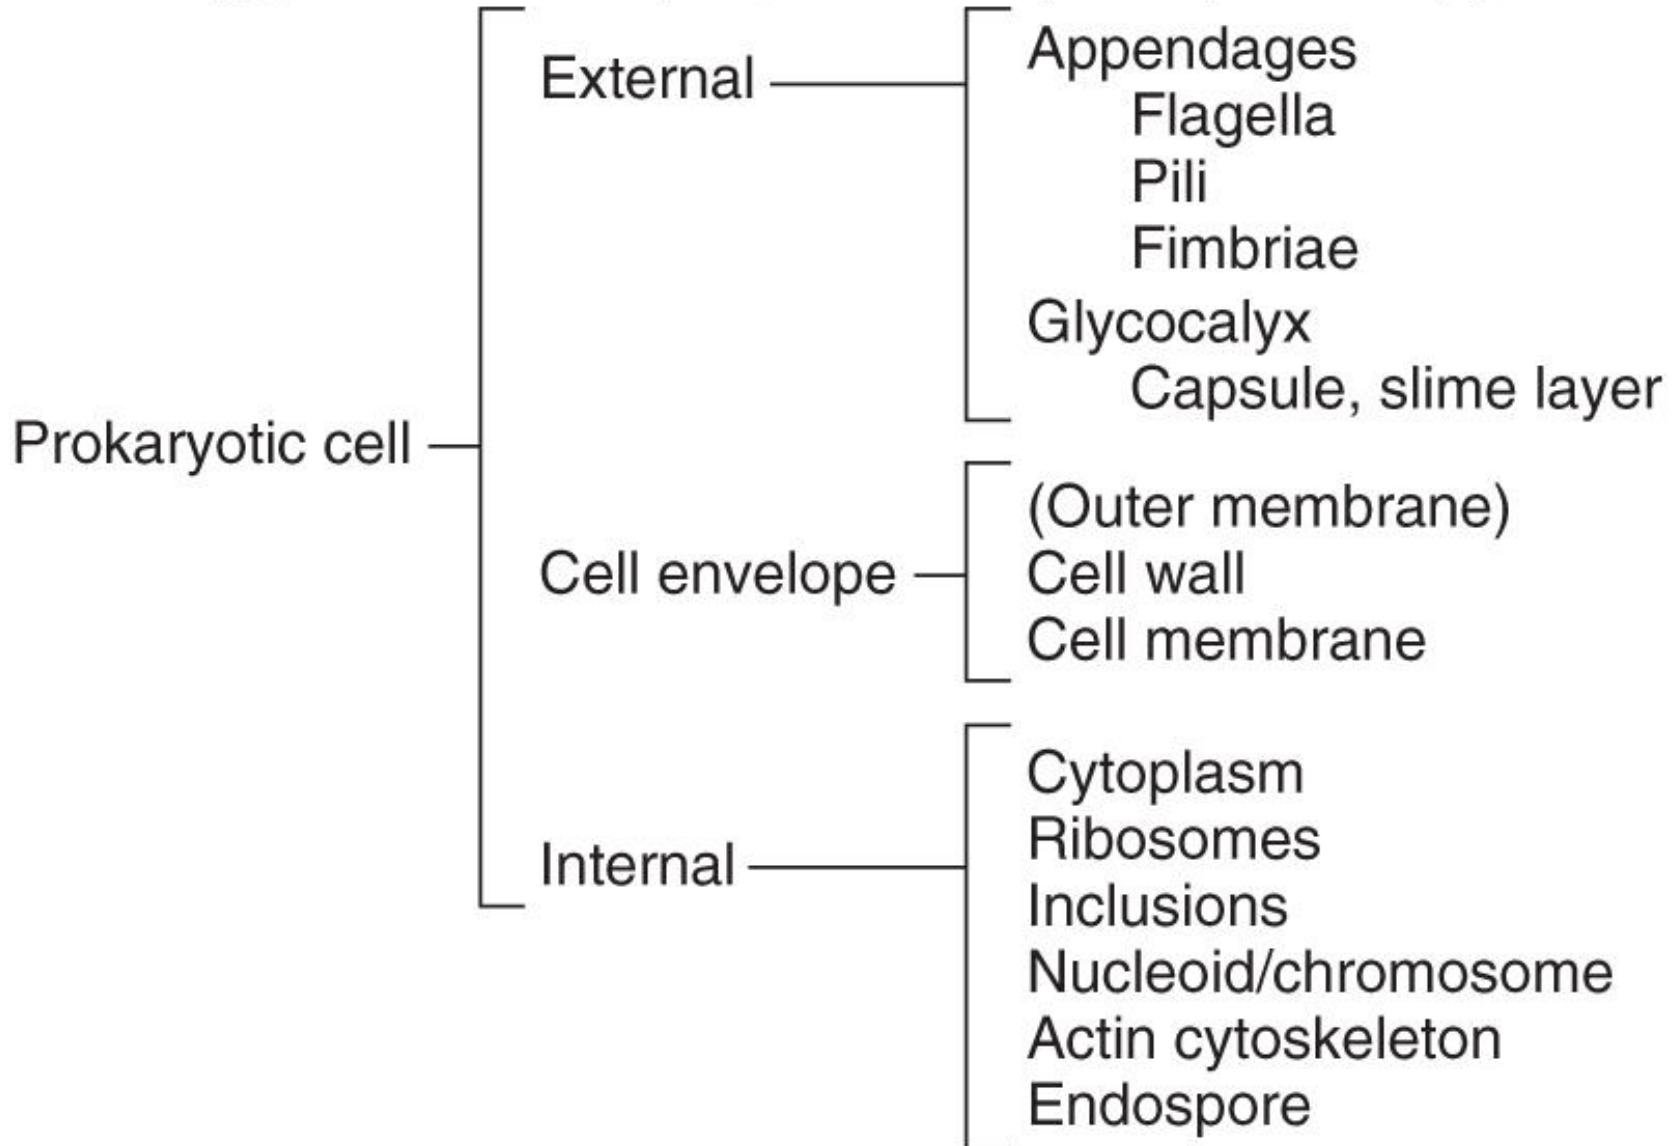 Prokaryotic cell
External
Appendages
Flagella
Pili
Fimbriae
Glycocalyx
Capsule, slime layer
Cell envelope
(Outer membrane)
Cell wall
Cell membrane
Internal
Cytoplasm
Ribosomes
Inclusions
Nucleoid/chromosome
Actin cytoskeleton
Endospore